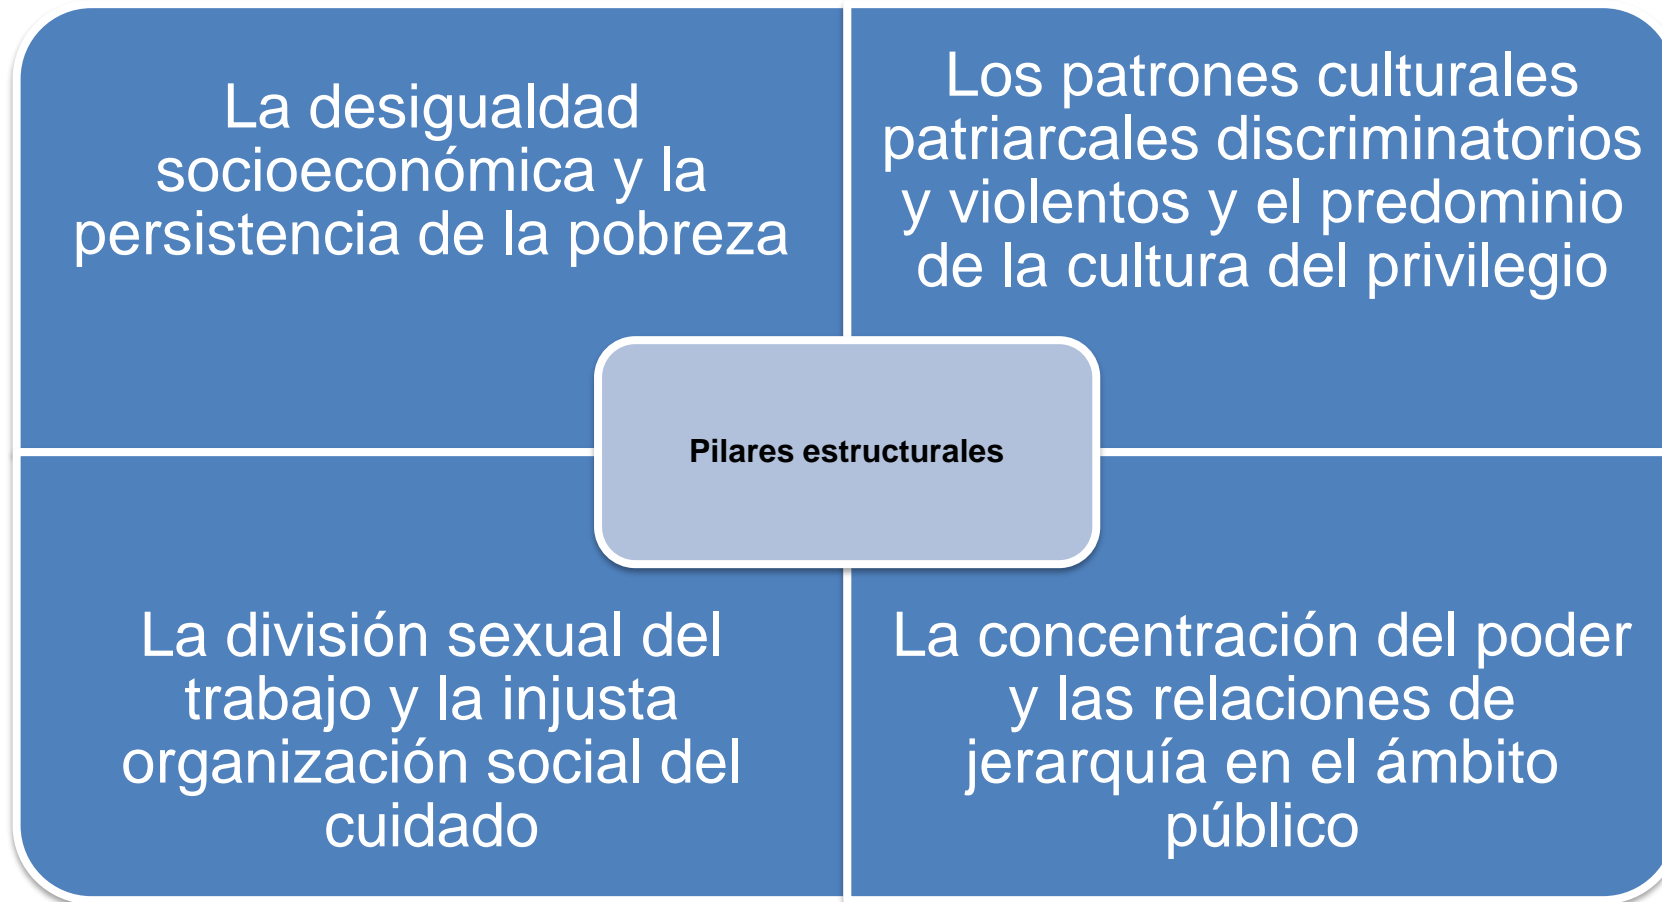 La desigualdad
socioeconómica y la
persistencia de la pobreza
Los patrones culturales
patriarcales discriminatorios
y violentos y el predominio
de la cultura del privilegio
Pilares estructurales
La división sexual del
trabajo y la injusta
organización social del
cuidado
La concentración del poder
y las relaciones de
jerarquía en el ámbito
público